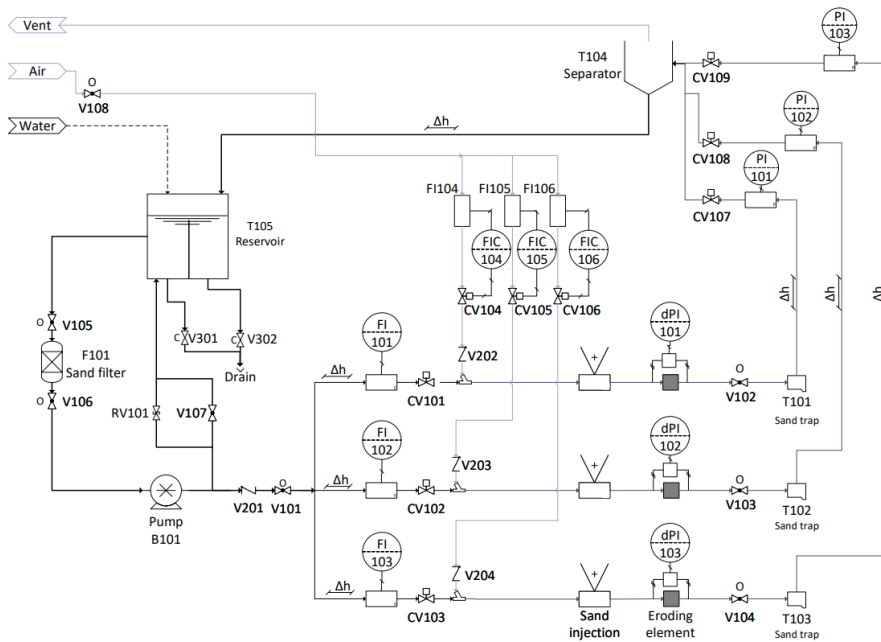 Vent
Air
O
V108
Water
T104
Separator
PI
103
CV109
PI
102
CV108
PI
101
CV107
Δh
T105
Reservoir
FI104
FI105
FI106
FIC
104
FIC
105
FIC
106
CV104
CV105
CV106
Δh
Δh
Δh
O
V105
F101
Sand filter
O
V106
C
V301
C
V302
Drain
RV101
V107
Pump
B101
V201
O
V101
Δh
FI
101
CV101
V202
+
dPI
101
O
V102
T101
Sand trap
Δh
FI
102
CV102
V203
+
dPI
102
O
V103
T102
Sand trap
Δh
FI
103
CV103
V204
+
Sand
injection
dPI
103
Eroding
element
O
V104
T103
Sand trap